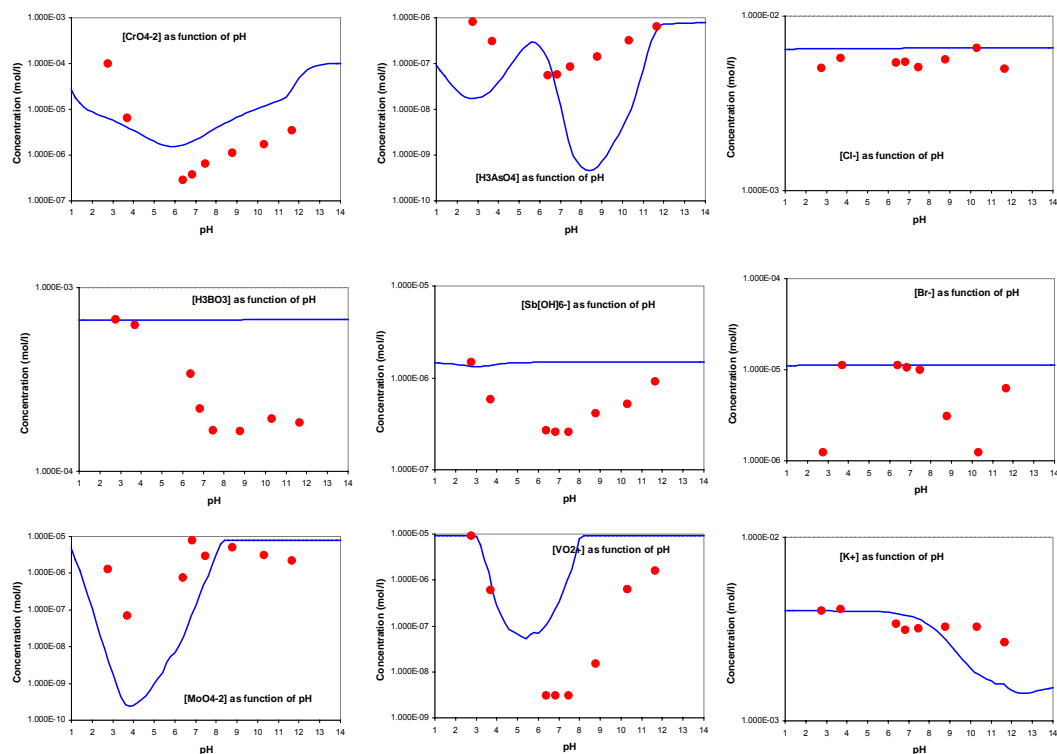 [CrO4-2] as function of pH
Concentration (mol/l)
1.000E-03
1.000E-04
1.000E-05
1.000E-06
1.000E-07
1 2 3 4 5 6 7 8 9 10 11 12 13 14
pH
[H3AsO4] as function of pH
Concentration (mol/l)
1.000E-06
1.000E-07
1.000E-08
1.000E-09
1.000E-10
1 2 3 4 5 6 7 8 9 10 11 12 13 14
pH
[Cl-] as function of pH
Concentration (mol/l)
1.000E-02
1.000E-03
1 2 3 4 5 6 7 8 9 10 11 12 13 14
pH
[H3BO3] as function of pH
Concentration (mol/l)
1.000E-03
1.000E-04
1 2 3 4 5 6 7 8 9 10 11 12 13 14
pH
[Sb[OH]6-] as function of pH
Concentration (mol/l)
1.000E-05
1.000E-06
1.000E-07
1 2 3 4 5 6 7 8 9 10 11 12 13 14
pH
[Br-] as function of pH
Concentration (mol/l)
1.000E-04
1.000E-05
1.000E-06
1 2 3 4 5 6 7 8 9 10 11 12 13 14
pH
[MoO4-2] as function of pH
Concentration (mol/l)
1.000E-05
1.000E-06
1.000E-07
1.000E-08
1.000E-09
1.000E-10
1 2 3 4 5 6 7 8 9 10 11 12 13 14
pH
[VO2+] as function of pH
Concentration (mol/l)
1.000E-05
1.000E-06
1.000E-07
1.000E-08
1.000E-09
1 2 3 4 5 6 7 8 9 10 11 12 13 14
pH
[K+] as function of pH
Concentration (mol/l)
1.000E-02
1.000E-03
1 2 3 4 5 6 7 8 9 10 11 12 13 14
pH